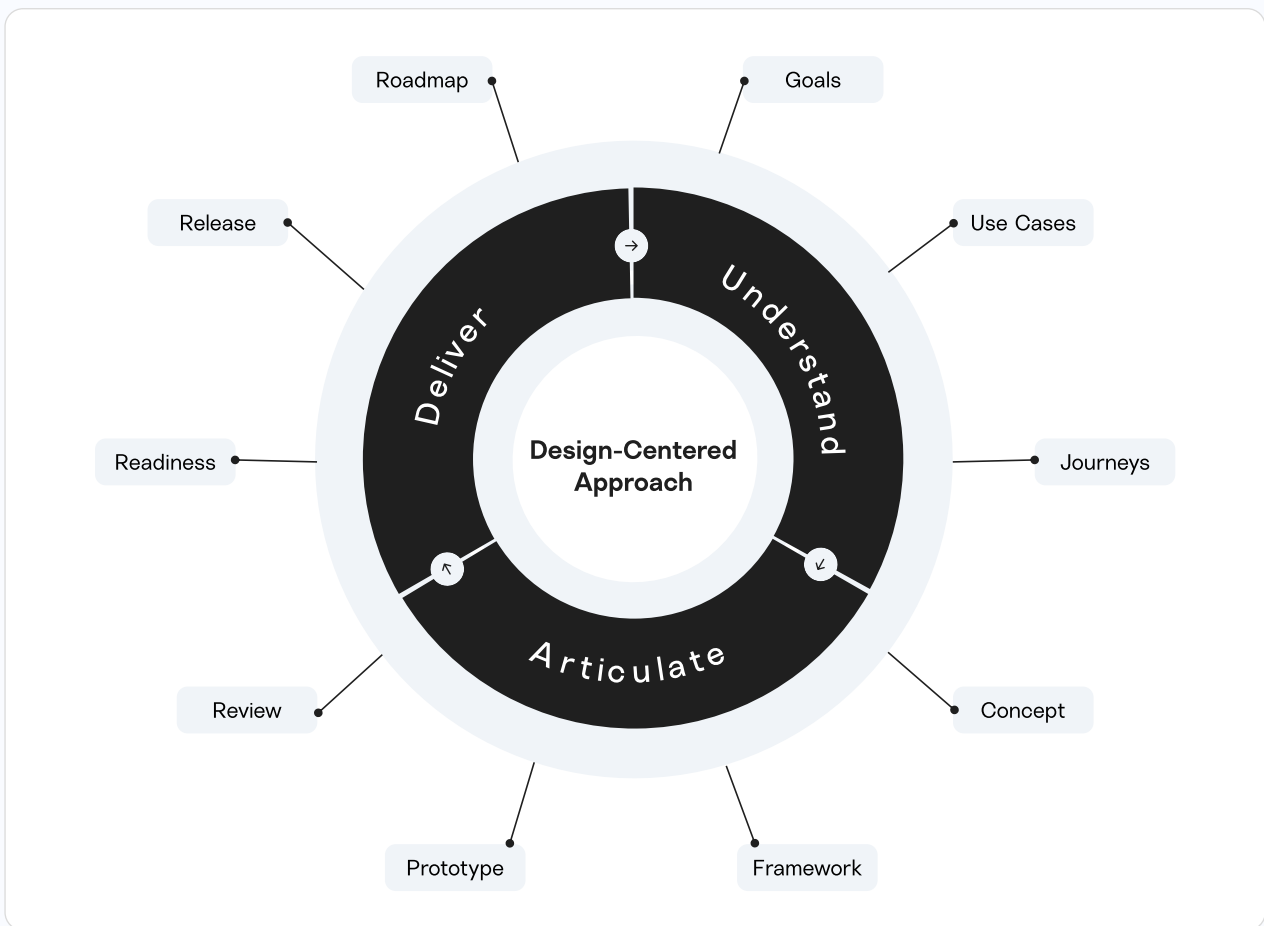 Roadmap
Goals
Release
Use Cases
Understand
Deliver
Design-Centered
Approach
Readiness
Journeys
Articulate
Review
Concept
Prototype
Framework